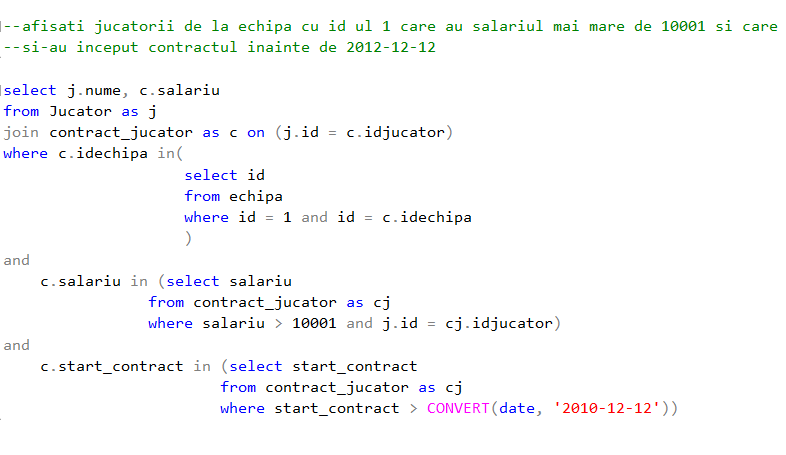 --afisati jucatorii de la echipa cu id ul 1 care au salariul mai mare de 10001 si care
--si-au inceput contractul inainte de 2012-12-12
select j.nume, c.salariu
from Jucator as j
join contract_jucator as c on (j.id = c.idjucator)
where c.idechipa in(
select id
from echipa
where id = 1 and id = c.idechipa
)
and
c.salariu in (select salariu
from contract_jucator as cj
where salariu > 10001 and j.id = cj.idjucator)
and
c.start_contract in (select start_contract
from contract_jucator as cj
where start_contract > CONVERT(date, '2010-12-12'))